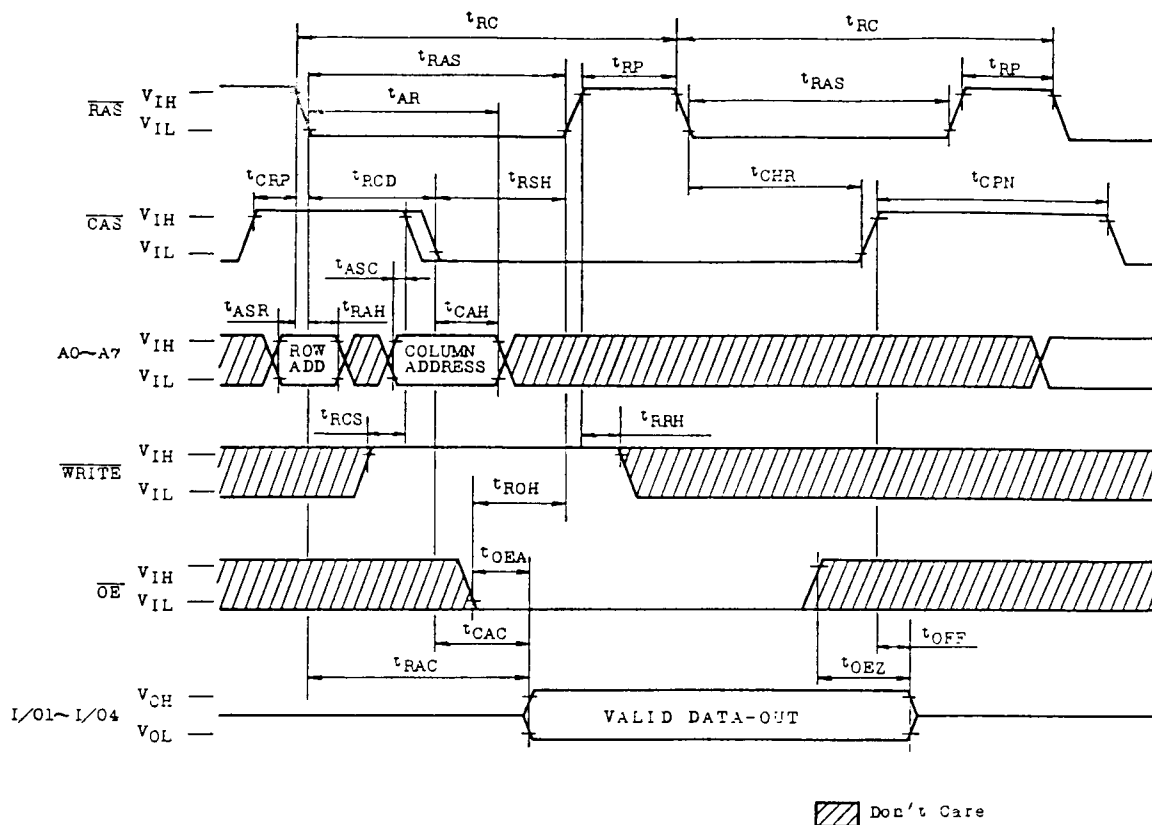 tRC tRC
tRAS tRP tRAS tRP
tAR
RAS VIH
VIL
tCRP tRCD tRSH tCHR tCPN
CAS VIH
VIL
tASC
tASR tRAH tCAH
A0~A7 VIH
VIL
ROW ADD
COLUMN ADDRESS
tRCS tRRH
WRITE VIH
VIL
tROH
tOEA
OE VIH
VIL
tCAC tOFF
tRAC tOEZ
I/O1~I/O4 VOH
VOL
VALID DATA-OUT
Don't Care